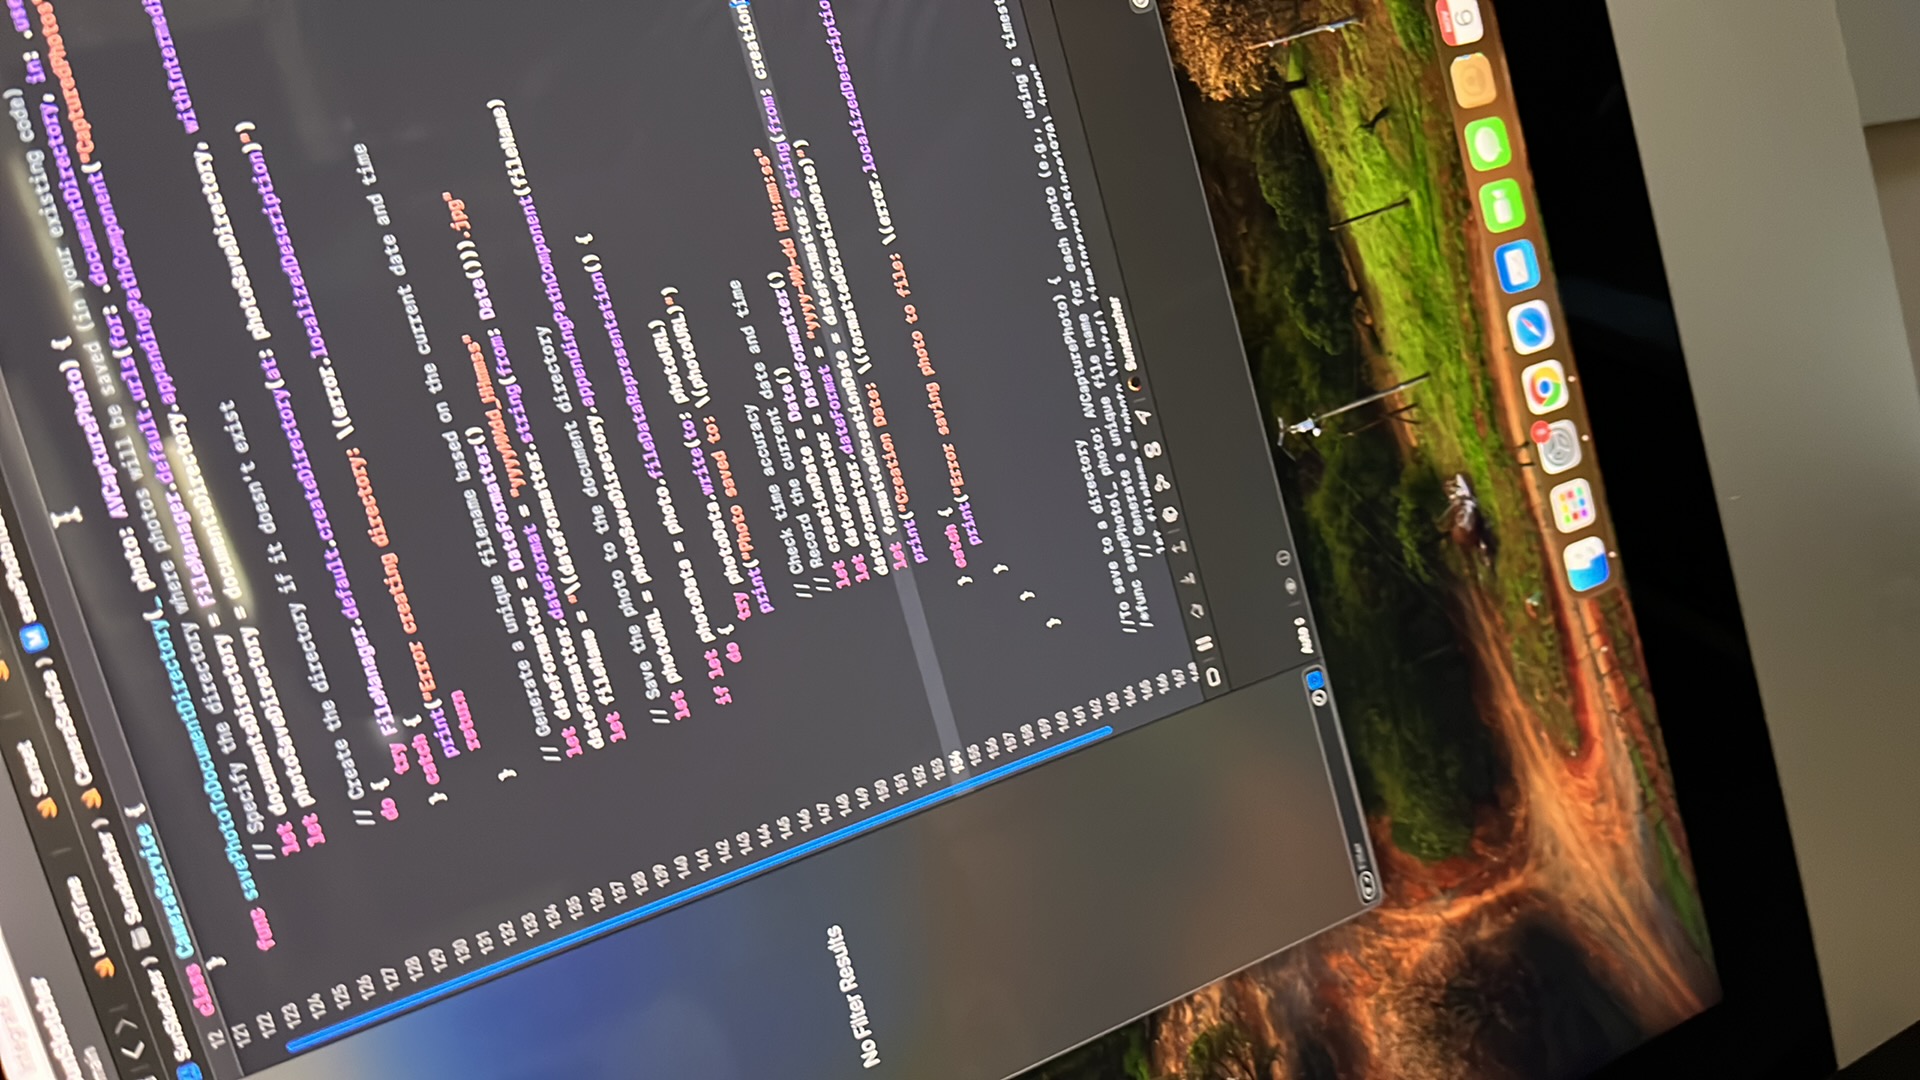 SunSketcher
main
LocToTime
Sunset
SunSketcher
Sunsketcher
CameraService
12 class CameraService {
121 }
122
123 func savePhotoToDocumentDirectory(_ photo: AVCapturePhoto) {
124 // Specify the directory where photos will be saved (in your existing code)
125 let documentsDirectory = FileManager.default.urls(for: .documentDirectory, in: .use
126 let photoSaveDirectory = documentsDirectory.appendingPathComponent("CapturedPhotos
127
128 // Create the directory if it doesn't exist
129 do {
130 try FileManager.default.createDirectory(at: photoSaveDirectory, withIntermedi
131 } catch {
132 print("Error creating directory: \(error.localizedDescription)")
133 return
134 }
135
136 // Generate a unique filename based on the current date and time
137 let dateFormatter = DateFormatter()
138 dateFormatter.dateFormat = "yyyyMMdd_HHmmss"
139 let fileName = "\(dateFormatter.string(from: Date())).jpg"
140
141 // Save the photo to the document directory
142 let photoURL = photoSaveDirectory.appendingPathComponent(fileName)
143
144 if let photoData = photo.fileDataRepresentation() {
145 do {
146 try photoData.write(to: photoURL)
147 print("Photo saved to: \(photoURL)")
148
149 // Check time accuracy
150 // Record the current date and time
151 let creationDate = Date()
152 let dateFormatter = DateFormatter()
153 dateFormatter.dateFormat = "yyyy-MM-dd HH:mm:ss"
154 let formattedCreationDate = dateFormatter.string(from: creation
155 print("Creation Date: \(formattedCreationDate)")
156
157 } catch {
158 print("Error saving photo to file: \(error.localizedDescriptio
159 }
160 }
161 }
162
163
164
165 //To save to a directory
166 /*func savePhoto(_ photo: AVCapturePhoto) {
167 // Generate a unique file name for each photo (e.g., using a timest
168 let fileName = "photo_\(Date().timeIntervalSince1970).jpeg"
Sunsketcher
No Filter Results
Auto
Filter
NOV
6